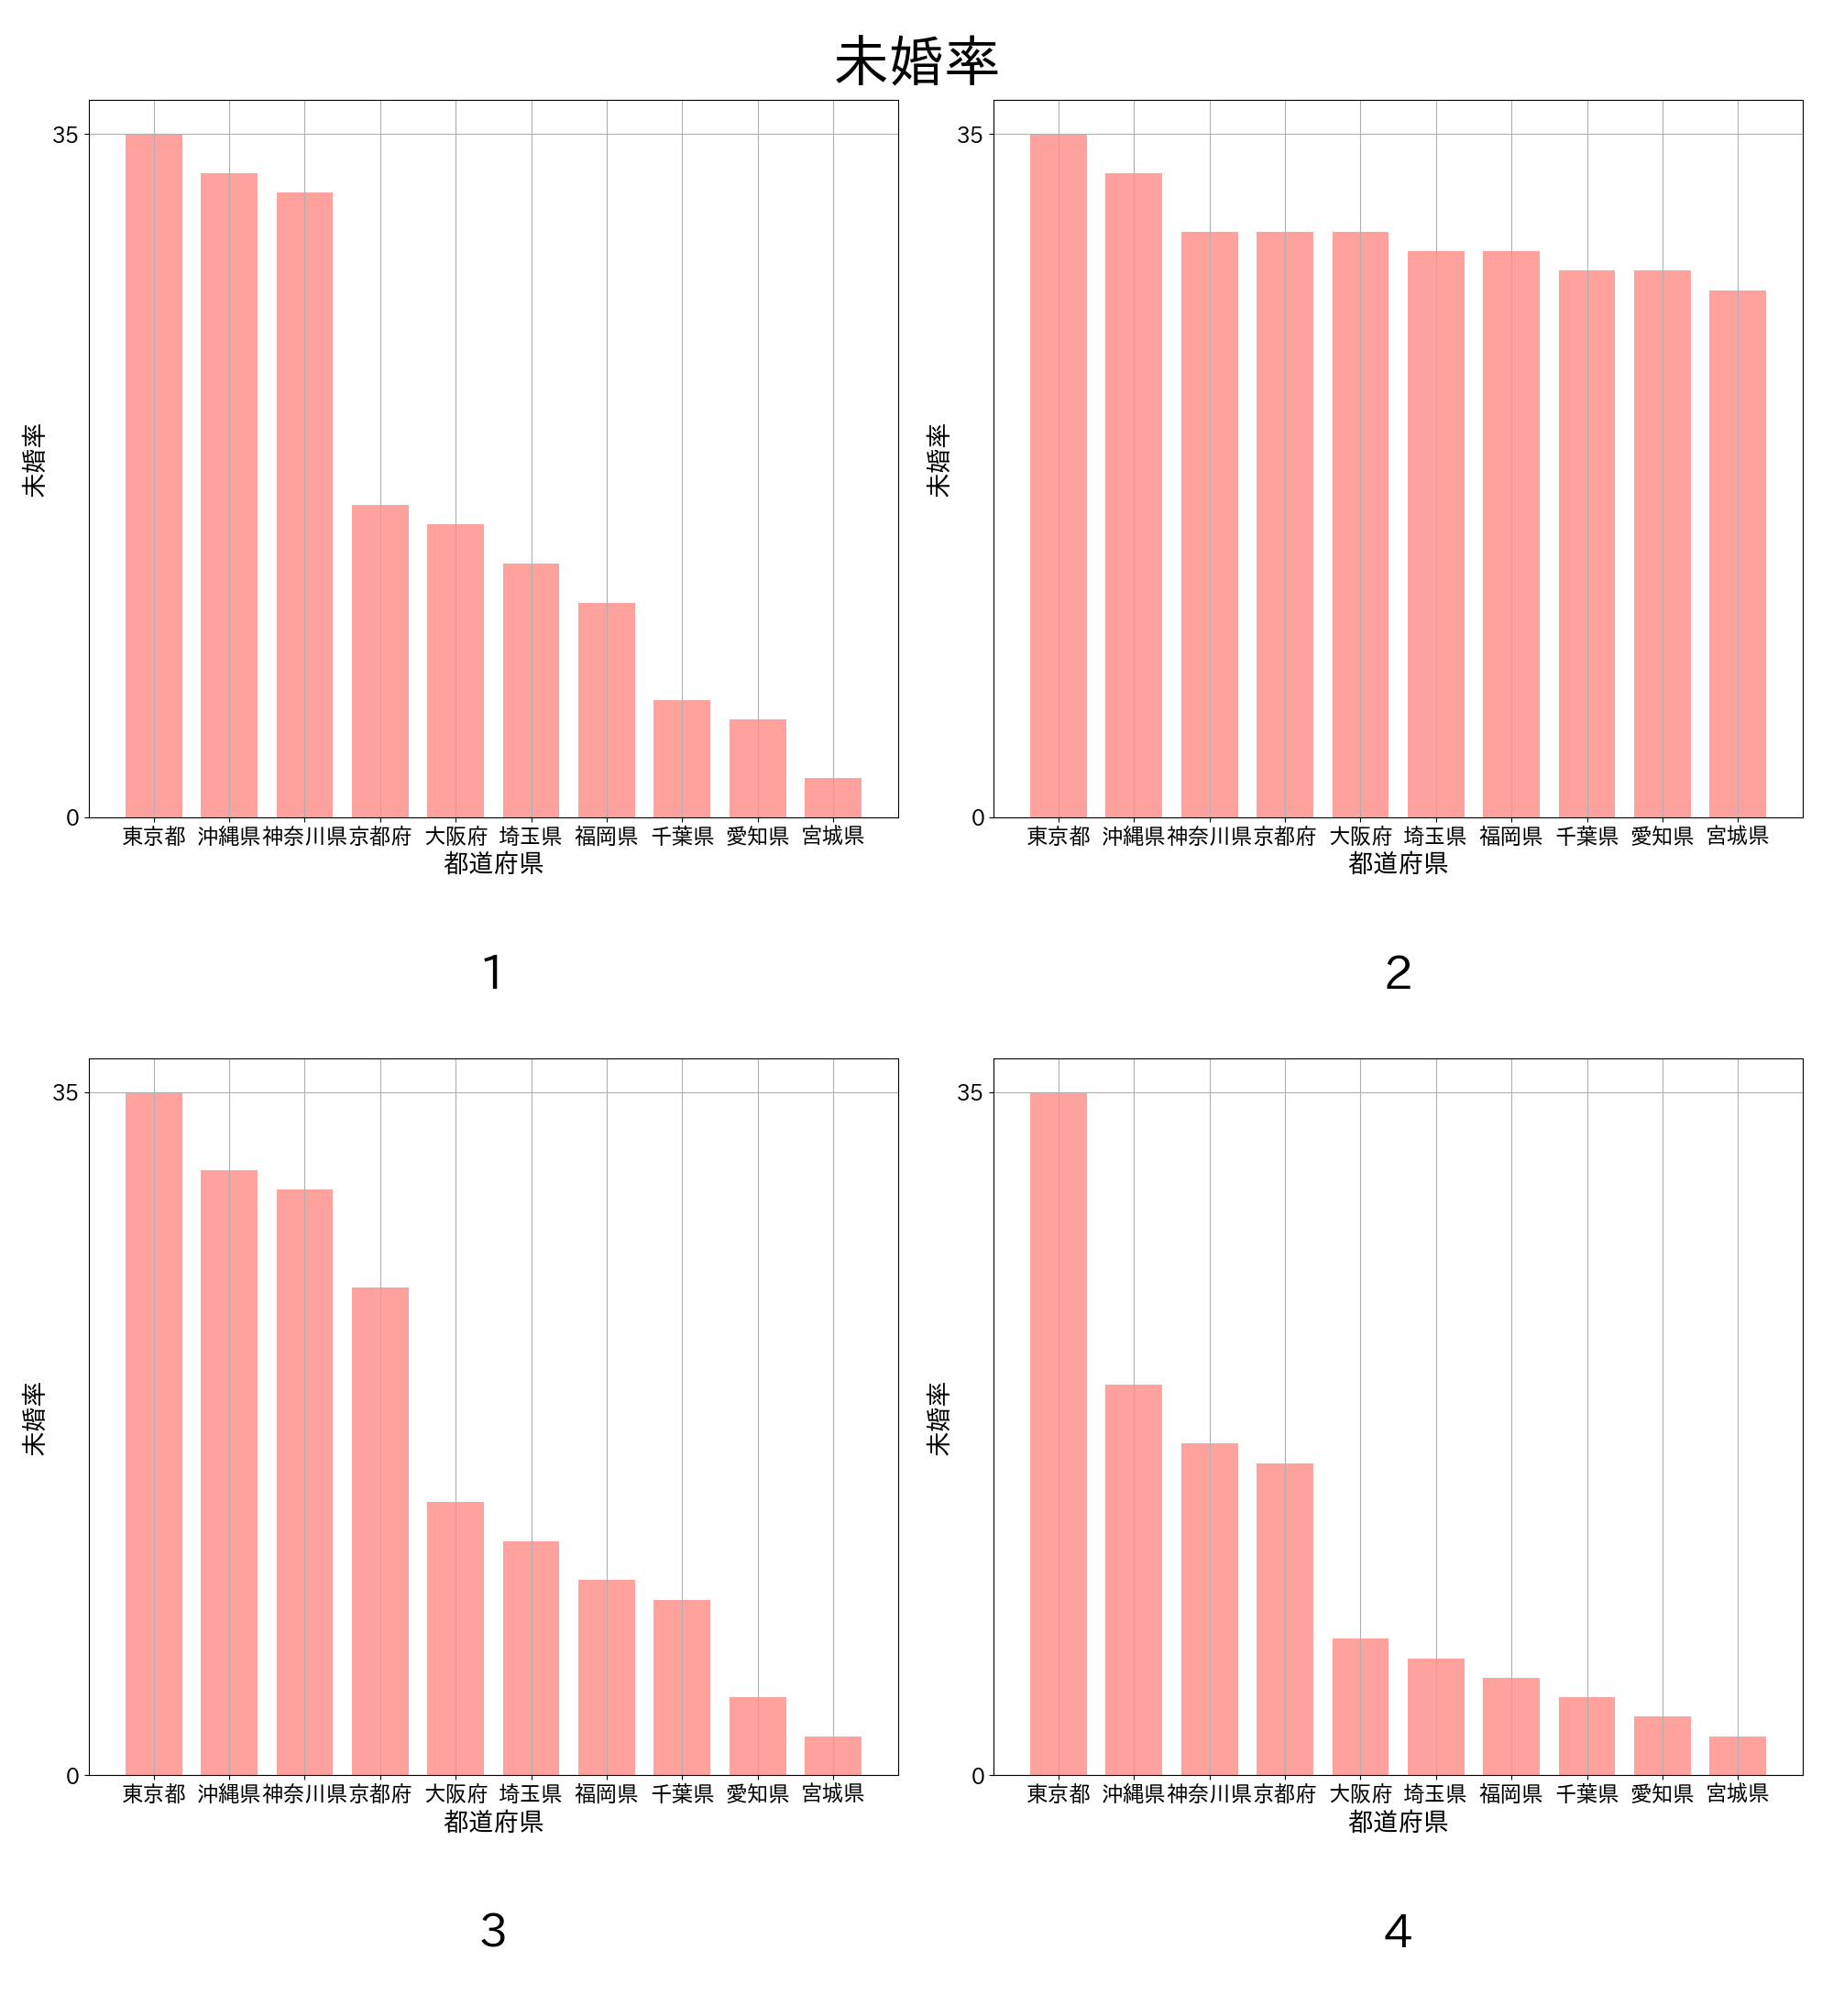 未婚率
35
0
未婚率
東京都 沖縄県 神奈川県 京都府 大阪府 埼玉県 福岡県 千葉県 愛知県 宮城県
都道府県
1
35
0
未婚率
東京都 沖縄県 神奈川県 京都府 大阪府 埼玉県 福岡県 千葉県 愛知県 宮城県
都道府県
2
35
0
未婚率
東京都 沖縄県 神奈川県 京都府 大阪府 埼玉県 福岡県 千葉県 愛知県 宮城県
都道府県
3
35
0
未婚率
東京都 沖縄県 神奈川県 京都府 大阪府 埼玉県 福岡県 千葉県 愛知県 宮城県
都道府県
4